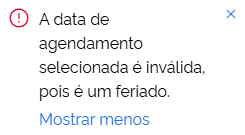 A data de
agendamento
selecionada é inválida,
pois é um feriado.
Mostrar menos